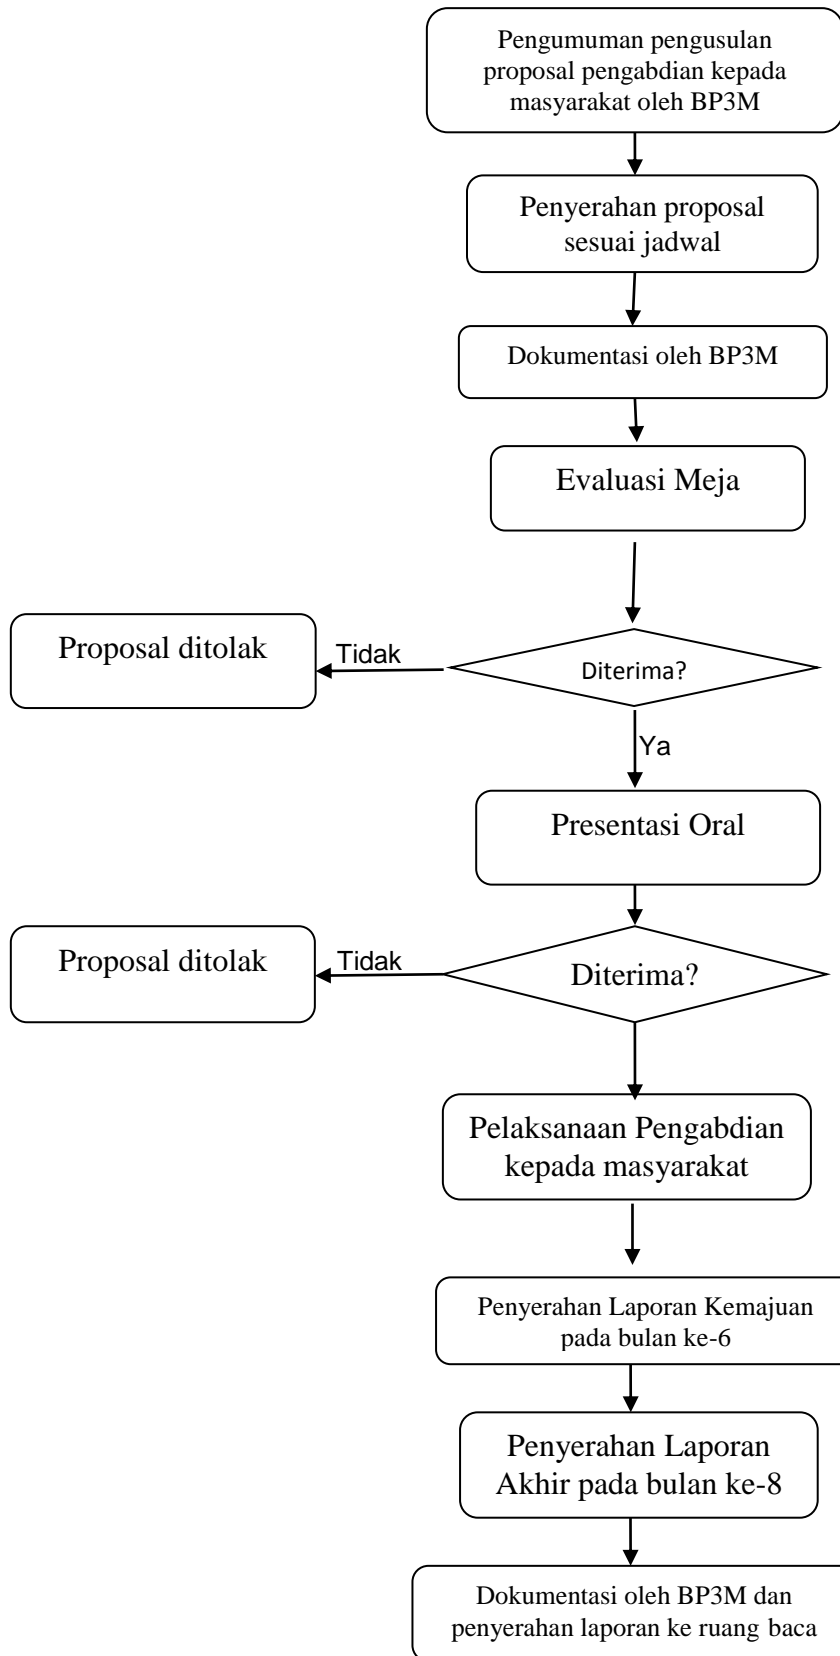 Pengumuman pengusulan
proposal pengabdian kepada
masyarakat oleh BP3M
Penyerahan proposal
sesuai jadwal
Dokumentasi oleh BP3M
Evaluasi Meja
Proposal ditolak
Tidak
Diterima?
Ya
Presentasi Oral
Proposal ditolak
Tidak
Diterima?
Pelaksanaan Pengabdian
kepada masyarakat
Penyerahan Laporan Kemajuan
pada bulan ke-6
Penyerahan Laporan
Akhir pada bulan ke-8
Dokumentasi oleh BP3M dan
penyerahan laporan ke ruang baca